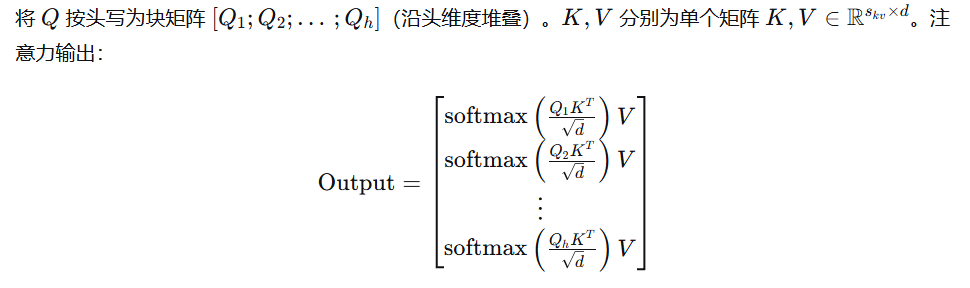 将 Q 按头写为块矩阵 [Q₁; Q₂; … ; Qₕ]（沿头维度堆叠）。K, V 分别为单个矩阵 K, V ∈ ℝ^{s_{kv}×d}。注
意力输出：
Output = [
softmax (Q₁Kᵀ / √d) V
softmax (Q₂Kᵀ / √d) V
⋮
softmax (QₕKᵀ / √d) V
]